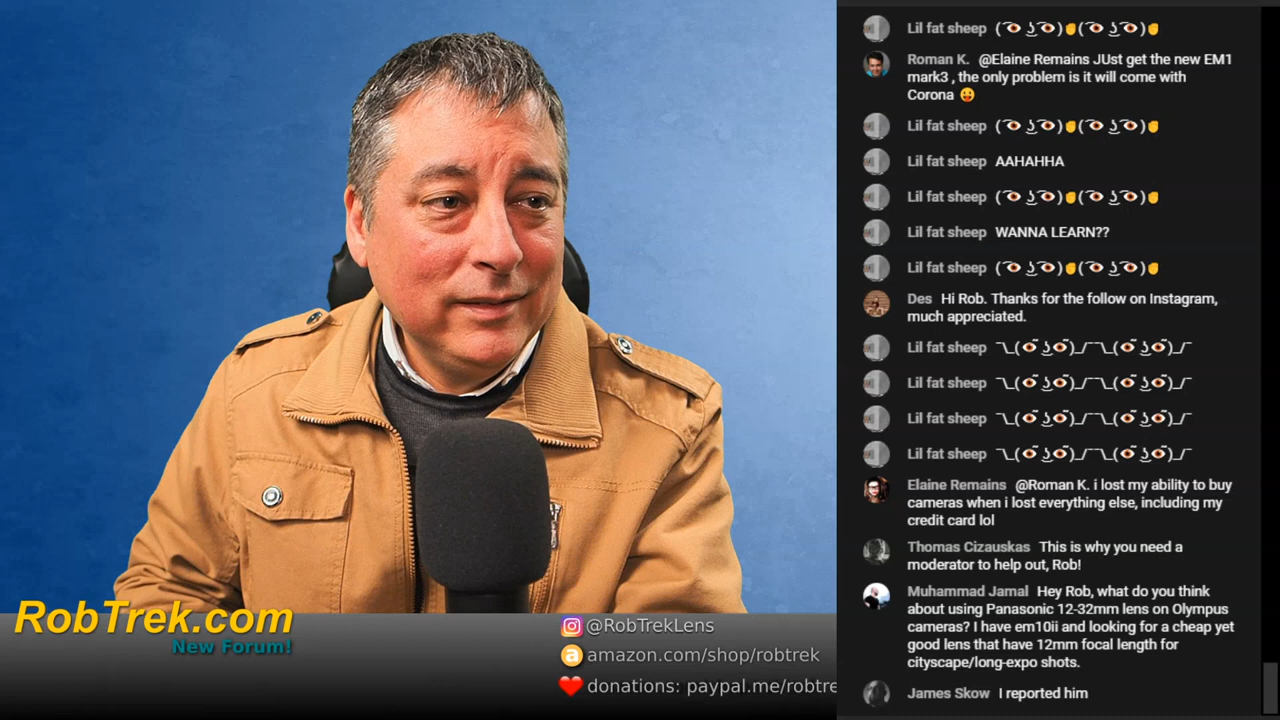 Lil fat sheep ( ͡👁 ͜ʖ ͡👁)✊( ͡👁 ͜ʖ ͡👁)✊
Roman K. @Elaine Remains JUst get the new EM1
mark3 , the only problem is it will come with
Corona 😛
Lil fat sheep ( ͡👁 ͜ʖ ͡👁)✊( ͡👁 ͜ʖ ͡👁)✊
Lil fat sheep AAHAHHA
Lil fat sheep ( ͡👁 ͜ʖ ͡👁)✊( ͡👁 ͜ʖ ͡👁)✊
Lil fat sheep WANNA LEARN??
Lil fat sheep ( ͡👁 ͜ʖ ͡👁)✊( ͡👁 ͜ʖ ͡👁)✊
Des Hi Rob. Thanks for the follow on Instagram,
much appreciated.
Lil fat sheep ¯\_(👁 ͜ʖ👁)_/¯¯\_(👁 ͜ʖ👁)_/¯
Lil fat sheep ¯\_(👁 ͜ʖ👁)_/¯¯\_(👁 ͜ʖ👁)_/¯
Lil fat sheep ¯\_(👁 ͜ʖ👁)_/¯¯\_(👁 ͜ʖ👁)_/¯
Lil fat sheep ¯\_(👁 ͜ʖ👁)_/¯¯\_(👁 ͜ʖ👁)_/¯
Elaine Remains @Roman K. i lost my ability to buy
cameras when i lost everything else, including my
credit card lol
Thomas Cizauskas This is why you need a
moderator to help out, Rob!
Muhammad Jamal Hey Rob, what do you think
about using Panasonic 12-32mm lens on Olympus
cameras? I have em10ii and looking for a cheap yet
good lens that have 12mm focal length for
cityscape/long-expo shots.
James Skow I reported him
RobTrek.com
New Forum!
@RobTrekLens
amazon.com/shop/robtrek
donations: paypal.me/robtre